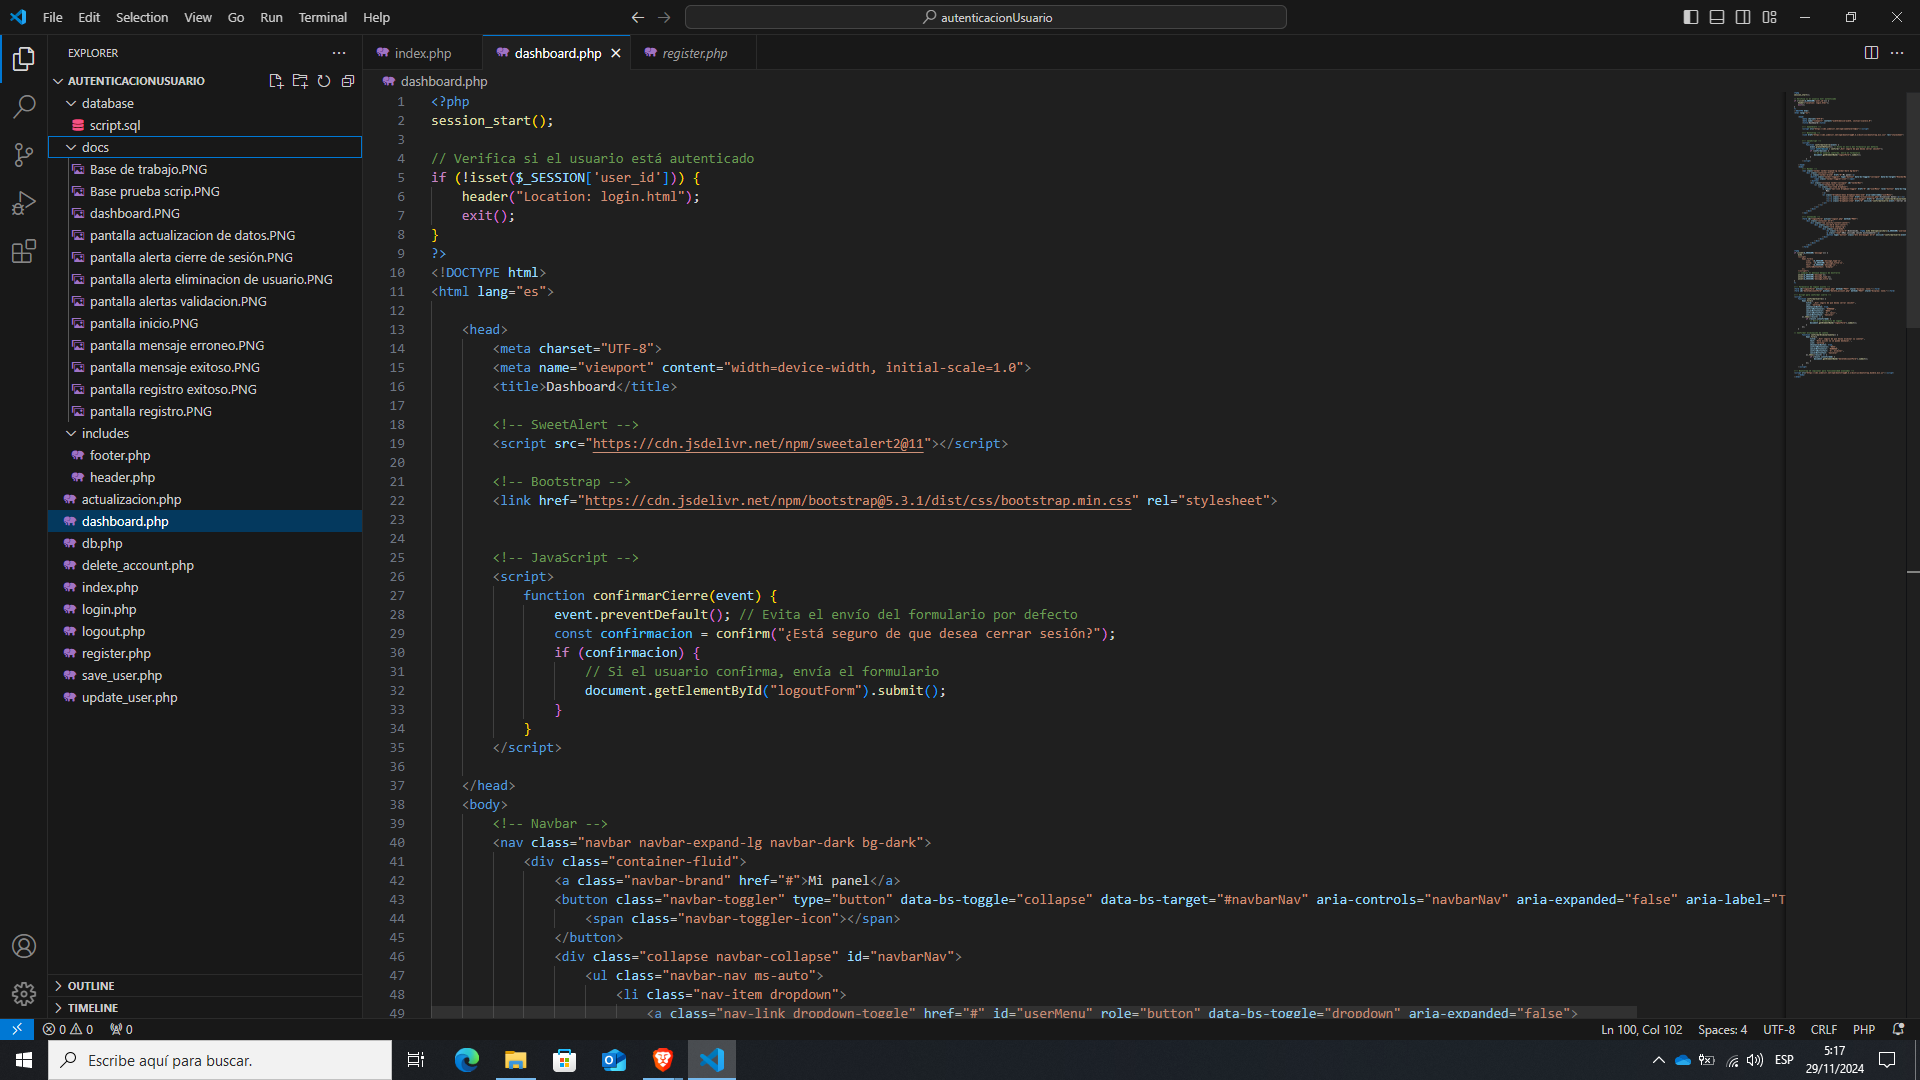 File Edit Selection View Go Run Terminal Help
autenticacionUsuario
EXPLORER
AUTENTICACIONUSUARIO
database
script.sql
docs
Base de trabajo.PNG
Base prueba scrip.PNG
dashboard.PNG
pantalla actualizacion de datos.PNG
pantalla alerta cierre de sesión.PNG
pantalla alerta eliminacion de usuario.PNG
pantalla alertas validacion.PNG
pantalla inicio.PNG
pantalla mensaje erroneo.PNG
pantalla mensaje exitoso.PNG
pantalla registro exitoso.PNG
pantalla registro.PNG
includes
footer.php
header.php
actualizacion.php
dashboard.php
db.php
delete_account.php
index.php
login.php
logout.php
register.php
save_user.php
update_user.php
OUTLINE
TIMELINE
index.php dashboard.php register.php
dashboard.php
1 <?php
2 session_start();
3
4 // Verifica si el usuario está autenticado
5 if (!isset($_SESSION['user_id'])) {
6 header("Location: login.html");
7 exit();
8 }
9 ?>
10 <!DOCTYPE html>
11 <html lang="es">
12
13 <head>
14 <meta charset="UTF-8">
15 <meta name="viewport" content="width=device-width, initial-scale=1.0">
16 <title>Dashboard</title>
17
18 <!-- SweetAlert -->
19 <script src="https://cdn.jsdelivr.net/npm/sweetalert2@11"></script>
20
21 <!-- Bootstrap -->
22 <link href="https://cdn.jsdelivr.net/npm/bootstrap@5.3.1/dist/css/bootstrap.min.css" rel="stylesheet">
23
24
25 <!-- JavaScript -->
26 <script>
27 function confirmarCierre(event) {
28 event.preventDefault(); // Evita el envío del formulario por defecto
29 const confirmacion = confirm("¿Está seguro de que desea cerrar sesión?");
30 if (confirmacion) {
31 // Si el usuario confirma, envía el formulario
32 document.getElementById("logoutForm").submit();
33 }
34 }
35 </script>
36
37 </head>
38 <body>
39 <!-- Navbar -->
40 <nav class="navbar navbar-expand-lg navbar-dark bg-dark">
41 <div class="container-fluid">
42 <a class="navbar-brand" href="#">Mi panel</a>
43 <button class="navbar-toggler" type="button" data-bs-toggle="collapse" data-bs-target="#navbarNav" aria-controls="navbarNav" aria-expanded="false" aria-label="T
44 <span class="navbar-toggler-icon"></span>
45 </button>
46 <div class="collapse navbar-collapse" id="navbarNav">
47 <ul class="navbar-nav ms-auto">
48 <li class="nav-item dropdown">
49 <a class="nav-link dropdown-toggle" href="#" id="userMenu" role="button" data-bs-toggle="dropdown" aria-expanded="false">
0 0 0
Ln 100, Col 102 Spaces: 4 UTF-8 CRLF PHP
Escribe aquí para buscar.
ESP
5:17
29/11/2024